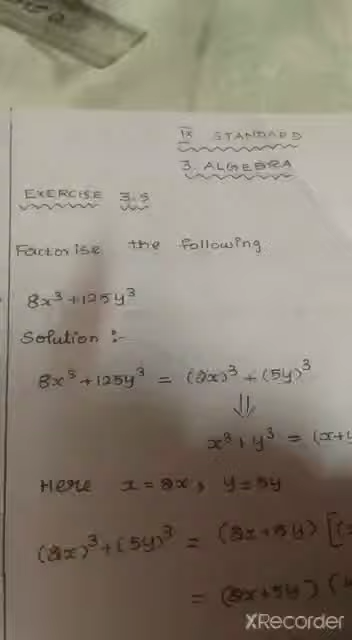 IX STANDARD
3. ALGEBRA
EXERCISE 3.5
Factorise the following
8x³+125y³
Solution :-
8x³+125y³ = (2x)³+(5y)³
⇓
x³+y³ = (x+y
Here x=2x, y=5y
(2x)³+(5y)³ = (2x+5y) [(
= (2x+5y) (
XRecorder